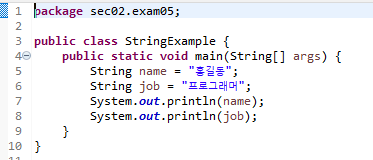 1 package sec02.exam05;
2
3 public class StringExample {
4 public static void main(String[] args) {
5 String name = "홍길동";
6 String job = "프로그래머";
7 System.out.println(name);
8 System.out.println(job);
9 }
10 }